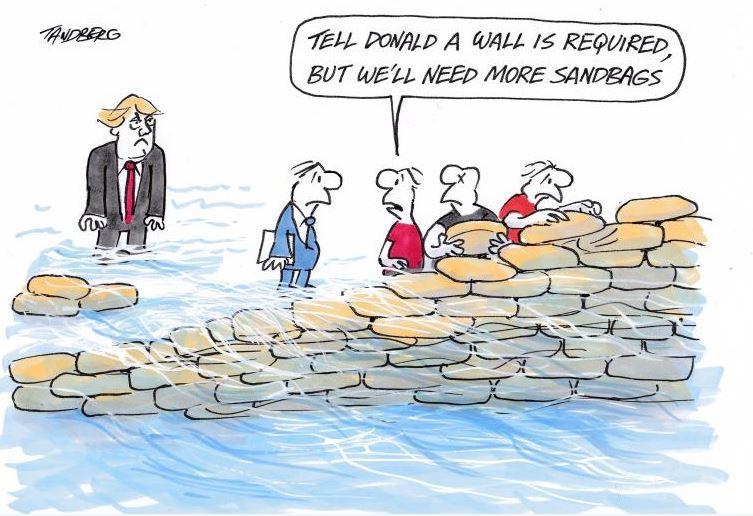 TANDBERG
TELL DONALD A WALL IS REQUIRED,
BUT WE'LL NEED MORE SANDBAGS